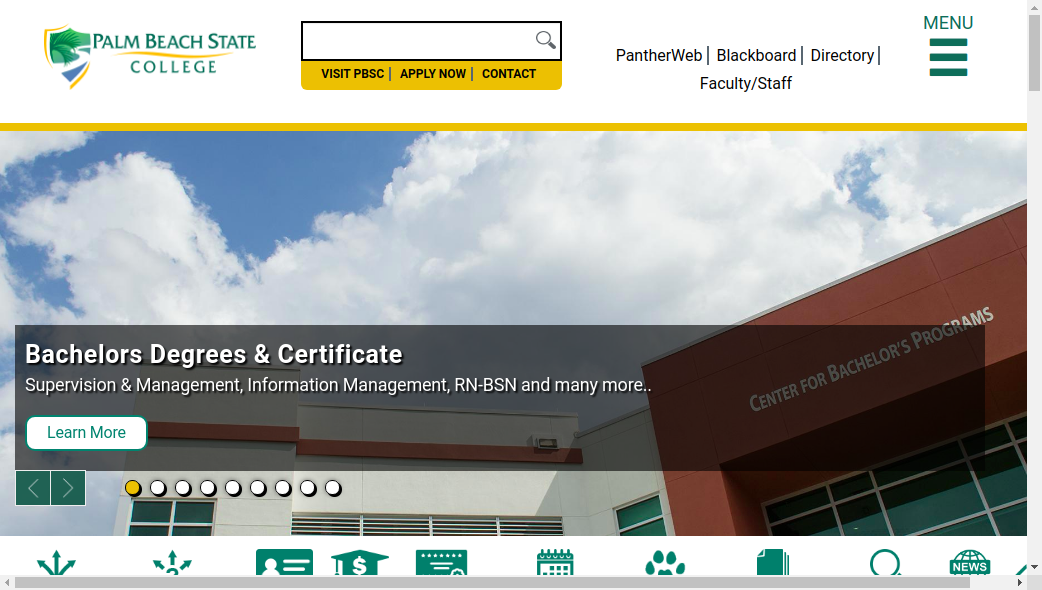 PALM BEACH STATE
COLLEGE
VISIT PBSC
APPLY NOW
CONTACT
PantherWeb
Blackboard
Directory
Faculty/Staff
MENU
CENTER FOR BACHELOR'S PROGRAMS
Bachelors Degrees & Certificate
Supervision & Management, Information Management, RN-BSN and many more..
Learn More
NEWS